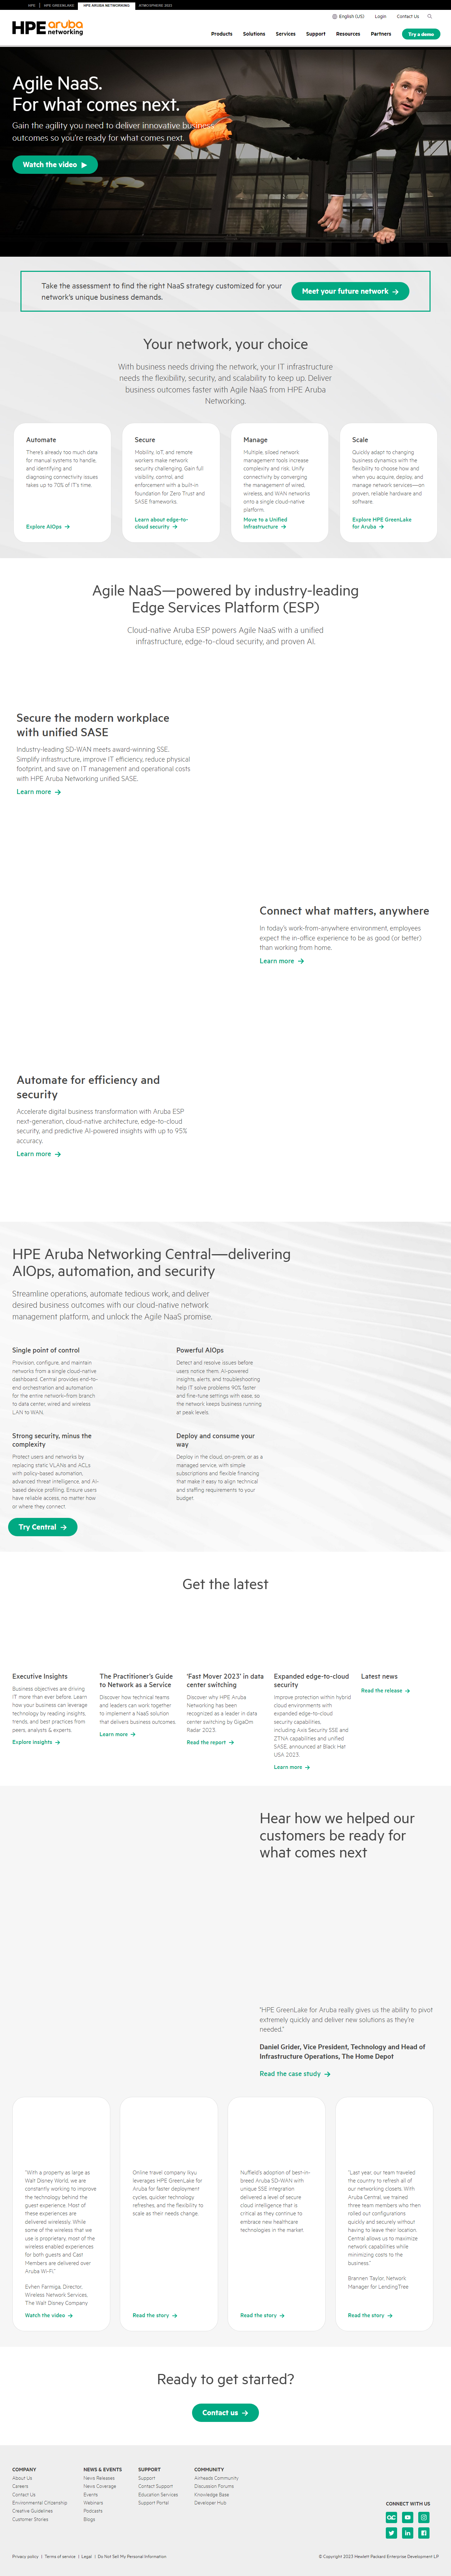 HPE | HPE GREENLAKE HPE ARUBA NETWORKING ATMOSPHERE 2023
English (US) Login Contact Us
HPE aruba networking
Products Solutions Services Support Resources Partners Try a demo
Agile NaaS.
For what comes next.
Gain the agility you need to deliver innovative business
outcomes so you're ready for what comes next.
Watch the video
Take the assessment to find the right NaaS strategy customized for your
network's unique business demands.
Meet your future network
Your network, your choice
With business needs driving the network, your IT infrastructure
needs the flexibility, security, and scalability to keep up. Deliver
business outcomes faster with Agile NaaS from HPE Aruba
Networking.
Automate
There's already too much data
for manual systems to handle,
and identifying and
diagnosing connectivity issues
takes up to 70% of IT's time.
Explore AIOps
Secure
Mobility, IoT, and remote
workers make network
security challenging. Gain full
visibility, control, and
enforcement with a built-in
foundation for Zero Trust and
SASE frameworks.
Learn about edge-to-
cloud security
Manage
Multiple, siloed network
management tools increase
complexity and risk. Unify
connectivity by converging
the management of wired,
wireless, and WAN networks
onto a single cloud-native
platform.
Move to a Unified
Infrastructure
Scale
Quickly adapt to changing
business dynamics with the
flexibility to choose how and
when you acquire, deploy, and
manage network services—on
proven, reliable hardware and
software.
Explore HPE GreenLake
for Aruba
Agile NaaS—powered by industry-leading
Edge Services Platform (ESP)
Cloud-native Aruba ESP powers Agile NaaS with a unified
infrastructure, edge-to-cloud security, and proven AI.
Secure the modern workplace
with unified SASE
Industry-leading SD-WAN meets award-winning SSE.
Simplify infrastructure, improve IT efficiency, reduce physical
footprint, and save on IT management and operational costs
with HPE Aruba Networking unified SASE.
Learn more
Connect what matters, anywhere
In today's work-from-anywhere environment, employees
expect the in-office experience to be as good (or better)
than working from home.
Learn more
Automate for efficiency and
security
Accelerate digital business transformation with Aruba ESP
next-generation, cloud-native architecture, edge-to-cloud
security, and predictive AI-powered insights with up to 95%
accuracy.
Learn more
HPE Aruba Networking Central—delivering
AIOps, automation, and security
Streamline operations, automate tedious work, and deliver
desired business outcomes with our cloud-native network
management platform, and unlock the Agile NaaS promise.
Single point of control
Provision, configure, and maintain
networks from a single cloud-native
dashboard. Central provides end-to-
end orchestration and automation
for the entire network–from branch
to data center, wired and wireless
LAN to WAN.
Powerful AIOps
Detect and resolve issues before
users notice them. AI-powered
insights, alerts, and troubleshooting
help IT solve problems 90% faster
and fine-tune settings with ease, so
the network keeps business running
at peak levels.
Strong security, minus the
complexity
Protect users and networks by
replacing static VLANs and ACLs
with policy-based automation,
advanced threat intelligence, and AI-
based device profiling. Ensure users
have reliable access, no matter how
or where they connect.
Deploy and consume your
way
Deploy in the cloud, on-prem, or as a
managed service, with simple
subscriptions and flexible financing
that make it easy to align technical
and staffing requirements to your
budget.
Try Central
Get the latest
Executive Insights
Business objectives are driving
IT more than ever before. Learn
how your business can leverage
technology by reading insights,
trends, and best practices from
peers, analysts & experts.
Explore insights
The Practitioner's Guide
to Network as a Service
Discover how technical teams
and leaders can work together
to implement a NaaS solution
that delivers business outcomes.
Learn more
'Fast Mover 2023' in data
center switching
Discover why HPE Aruba
Networking has been
recognized as a leader in data
center switching by GigaOm
Radar 2023.
Read the report
Expanded edge-to-cloud
security
Improve protection within hybrid
cloud environments with
expanded edge-to-cloud
security capabilities,
including Axis Security SSE and
ZTNA capabilities and unified
SASE, announced at Black Hat
USA 2023.
Learn more
Latest news
Read the release
Hear how we helped our
customers be ready for
what comes next
"HPE GreenLake for Aruba really gives us the ability to pivot
extremely quickly and deliver new solutions as they're
needed."
Daniel Grider, Vice President, Technology and Head of
Infrastructure Operations, The Home Depot
Read the case study
"With a property as large as
Walt Disney World, we are
constantly working to improve
the technology behind the
guest experience. Most of
these experiences are
delivered wirelessly. While
some of the wireless that we
use is proprietary, most of the
wireless enabled experiences
for both guests and Cast
Members are delivered over
Aruba Wi-Fi."
Eyhen Farmiga, Director,
Wireless Network Services,
The Walt Disney Company
Watch the video
Online travel company Ikyu
leverages HPE GreenLake for
Aruba for faster deployment
cycles, quicker technology
refreshes, and the flexibility to
scale as their needs change.
Read the story
Nuffield's adoption of best-in-
breed Aruba SD-WAN with
unique SSE integration
delivered a level of secure
cloud intelligence that is
critical as they continue to
embrace new healthcare
technologies in the market.
Read the story
"Last year, our team traveled
the country to refresh all of
our networking closets. With
Aruba Central, we trained
three team members who then
rolled out configurations
quickly and securely without
having to leave their location.
Central allows us to maximize
network capabilities while
minimizing costs to the
business."
Brannen Taylor, Network
Manager for LendingTree
Read the story
Ready to get started?
Contact us
COMPANY
About Us
Careers
Contact Us
Environmental Citizenship
Creative Guidelines
Customer Stories
NEWS & EVENTS
News Releases
News Coverage
Events
Webinars
Podcasts
Blogs
SUPPORT
Support
Contact Support
Education Services
Support Portal
COMMUNITY
Airheads Community
Discussion Forums
Knowledge Base
Developer Hub
CONNECT WITH US
Privacy policy | Terms of service | Legal | Do Not Sell My Personal Information
© Copyright 2023 Hewlett Packard Enterprise Development LP